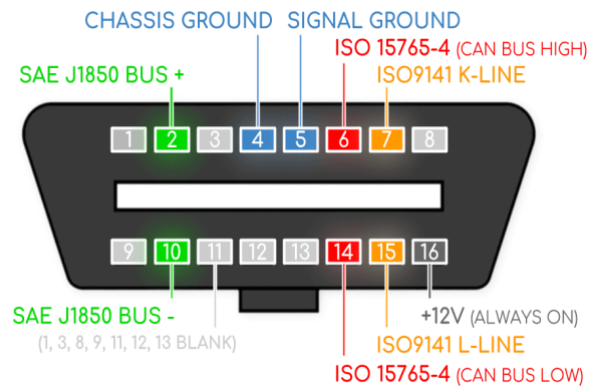 CHASSIS GROUND SIGNAL GROUND
ISO 15765-4 (CAN BUS HIGH)
SAE J1850 BUS + ISO9141 K-LINE
1 2 3 4 5 6 7 8
9 10 11 12 13 14 15 16
SAE J1850 BUS - +12V (ALWAYS ON)
(1, 3, 8, 9, 11, 12, 13 BLANK) ISO9141 L-LINE
ISO 15765-4 (CAN BUS LOW)